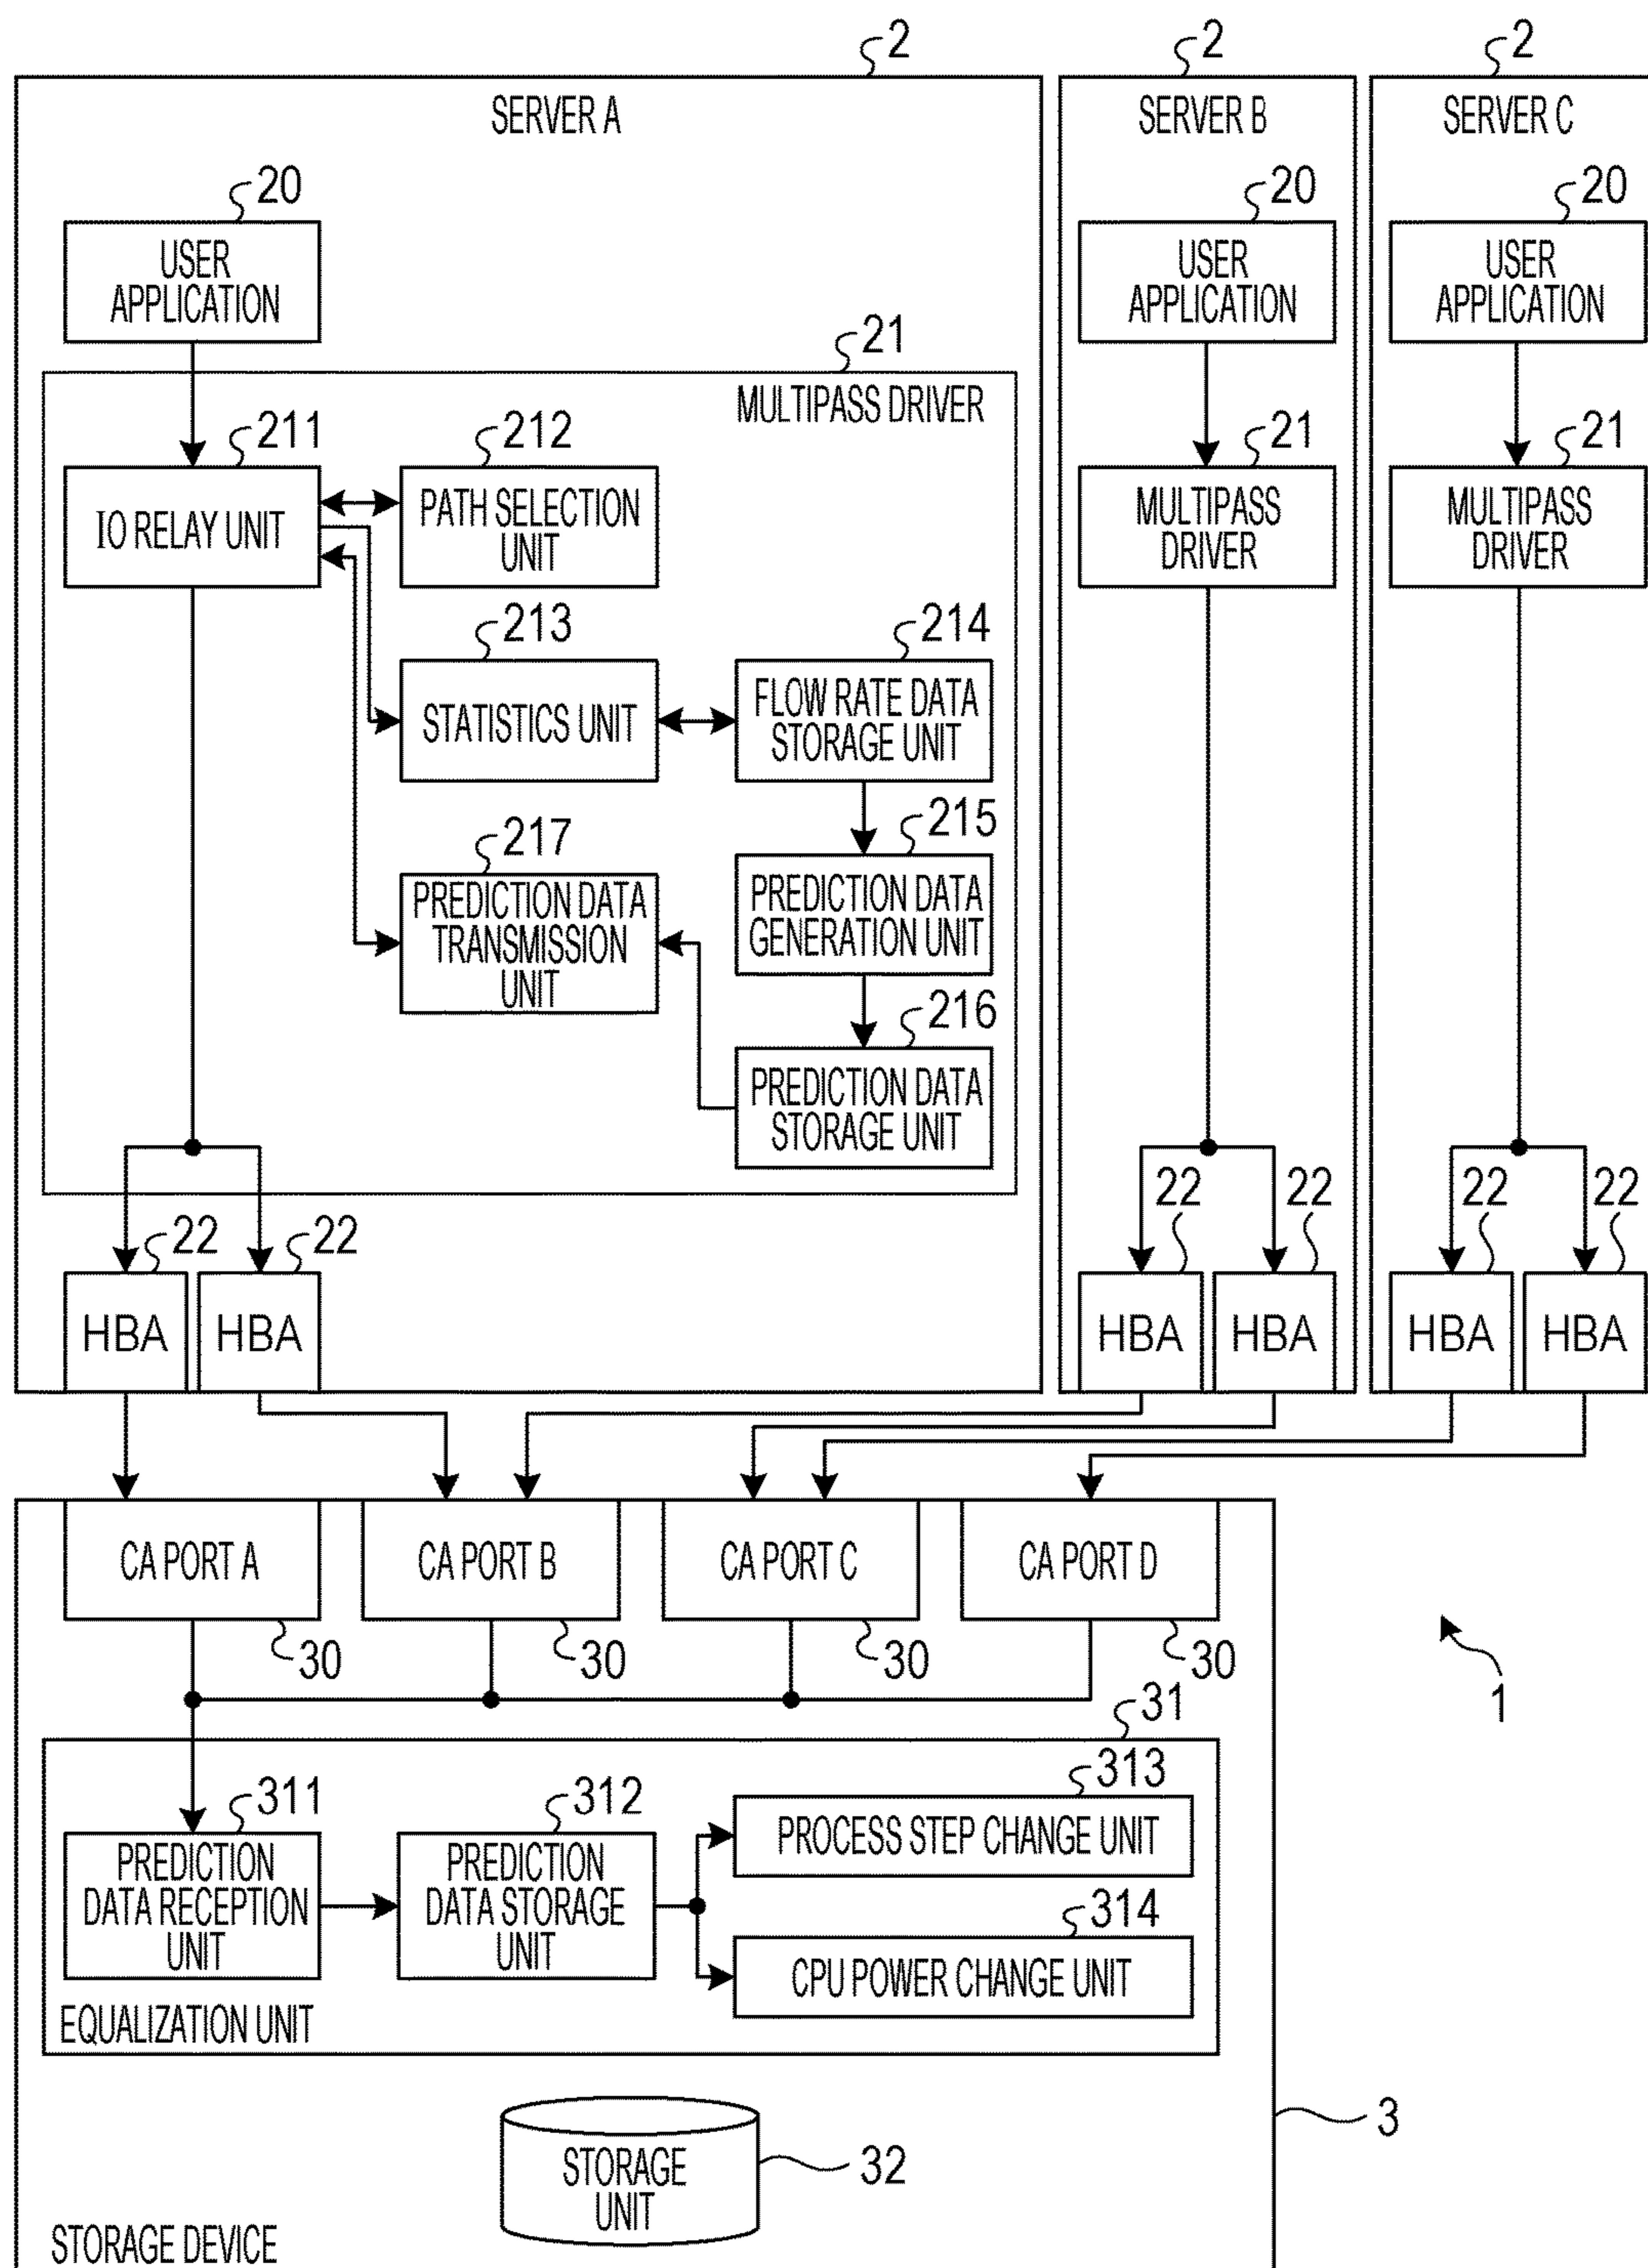 2
2
2
SERVER A
SERVER B
SERVER C
20
20
20
USER
APPLICATION
USER
APPLICATION
USER
APPLICATION
21
MULTIPASS DRIVER
211
212
21
21
IO RELAY UNIT
PATH SELECTION
UNIT
MULTIPASS
DRIVER
MULTIPASS
DRIVER
213
214
STATISTICS UNIT
FLOW RATE DATA
STORAGE UNIT
217
215
PREDICTION DATA
TRANSMISSION
UNIT
PREDICTION DATA
GENERATION UNIT
216
PREDICTION DATA
STORAGE UNIT
22
22
22
22
22
22
HBA
HBA
HBA
HBA
HBA
HBA
CA PORT A
CA PORT B
CA PORT C
CA PORT D
30
30
30
30
1
31
311
312
313
PREDICTION
DATA RECEPTION
UNIT
PREDICTION
DATA STORAGE
UNIT
PROCESS STEP CHANGE UNIT
314
CPU POWER CHANGE UNIT
EQUALIZATION UNIT
3
STORAGE
UNIT
32
STORAGE DEVICE